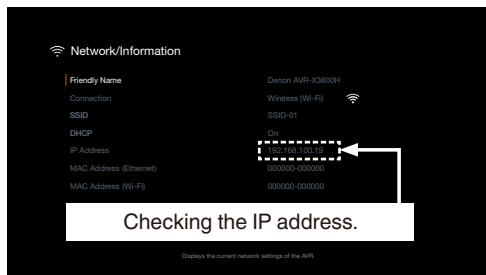 Network/Information
Friendly Name Denon AVR-X3800H
Connection Wireless (Wi-Fi)
SSID SSID-01
DHCP On
IP Address 192.168.100.19
MAC Address (Ethernet) 000000-000000
MAC Address (Wi-Fi) 000000-000000
Checking the IP address.
Displays the current network settings of the AVR.